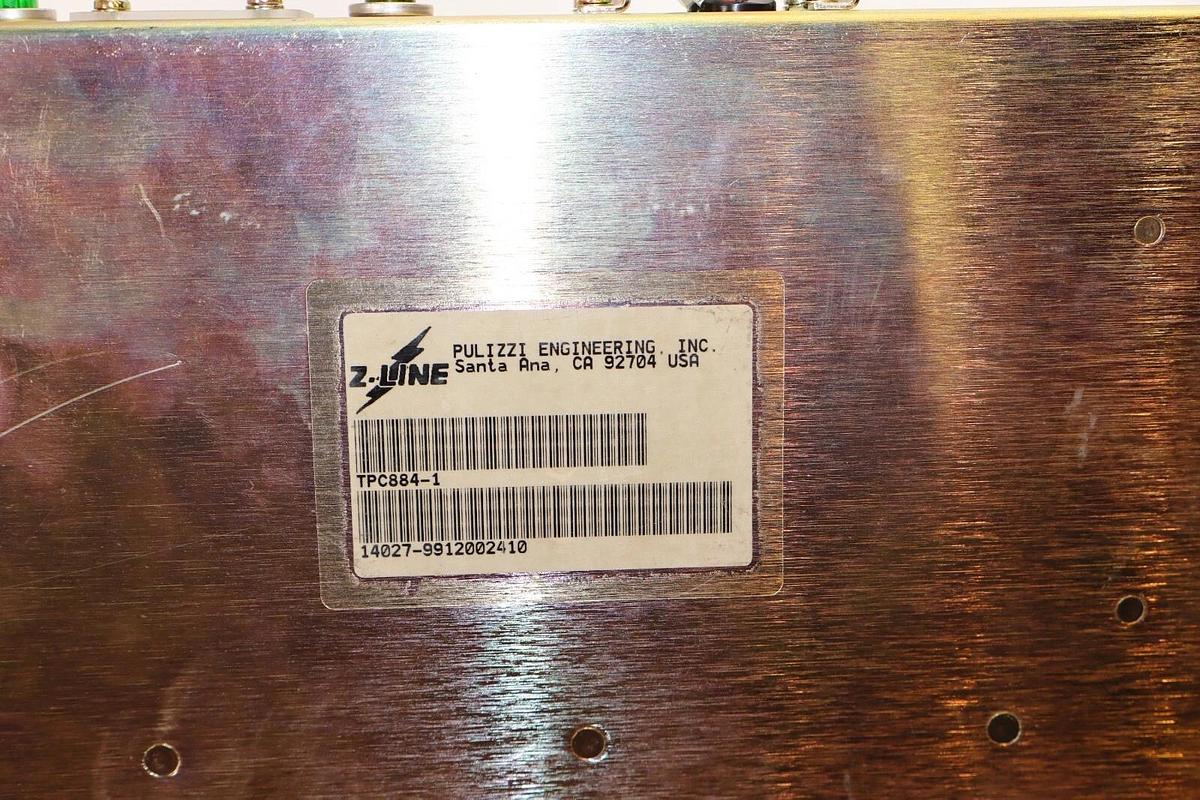 Z-LINE
PULIZZI ENGINEERING, INC.
Santa Ana, CA 92704 USA
TPC884-1
14027-9912002410